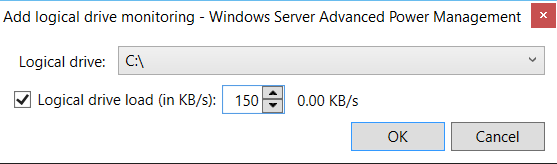 Add logical drive monitoring - Windows Server Advanced Power Management
Logical drive: C:\
Logical drive load (in KB/s): 150 0.00 KB/s
OK Cancel